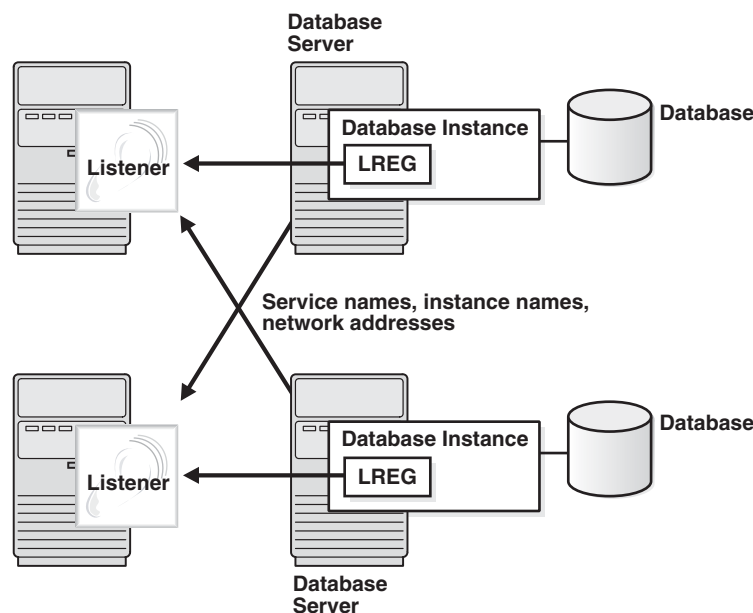 Database
Server
Database
Database Instance
Listener
LREG
Service names, instance names,
network addresses
Database
Database Instance
Listener
LREG
Database
Server